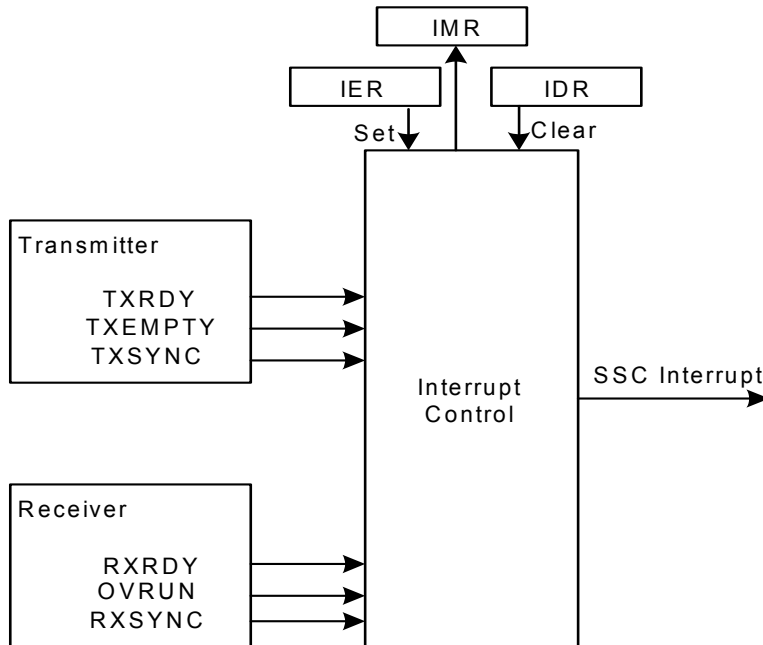 IMR
IER
IDR
Set
Clear
Transmitter
TXRDY
TXEMPTY
TXSYNC
Interrupt
Control
SSC Interrupt
Receiver
RXRDY
OVRUN
RXSYNC